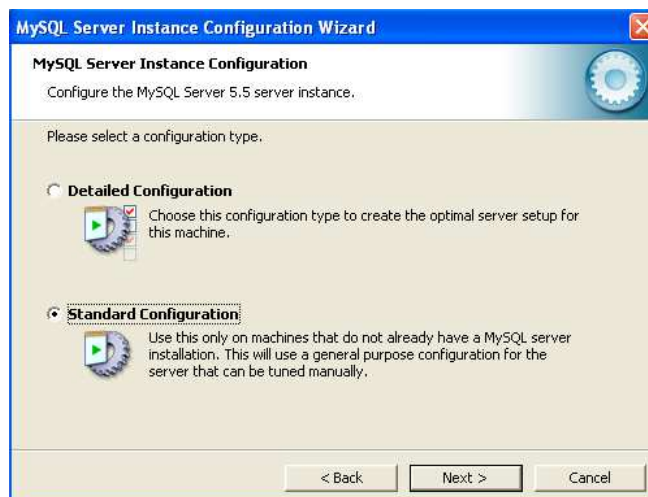 MySQL Server Instance Configuration Wizard
MySQL Server Instance Configuration
Configure the MySQL Server 5.5 server instance.
Please select a configuration type.
Detailed Configuration
Choose this configuration type to create the optimal server setup for
this machine.
Standard Configuration
Use this only on machines that do not already have a MySQL server
installation. This will use a general purpose configuration for the
server that can be tuned manually.
< Back Next > Cancel